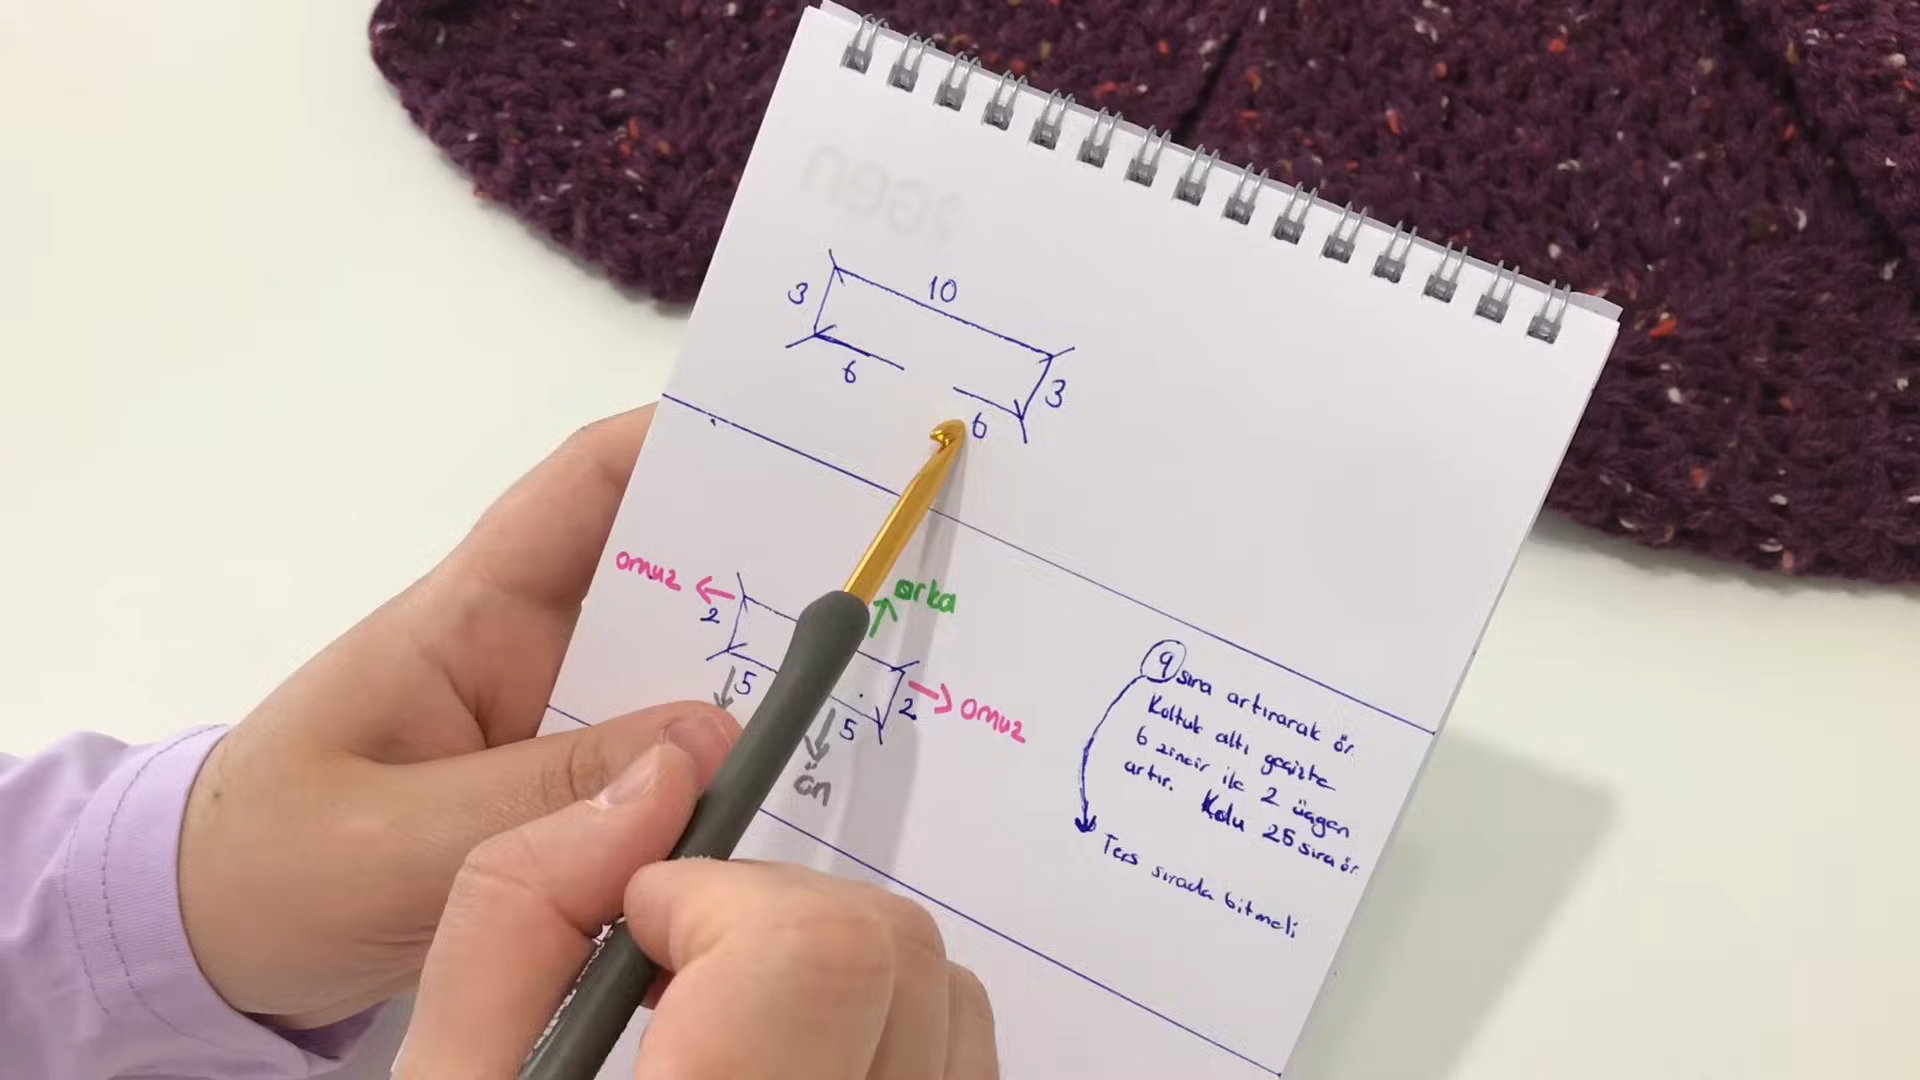 10
3
3
6
6
omuz
arka
2
5
2
omuz
5
ön
9 sıra artırarak ör.
Koltuk altı geçişte
6 zincir ile 2 üçgen
artır. Kolu 25 sıra ör.
Ters sırada bitmeli